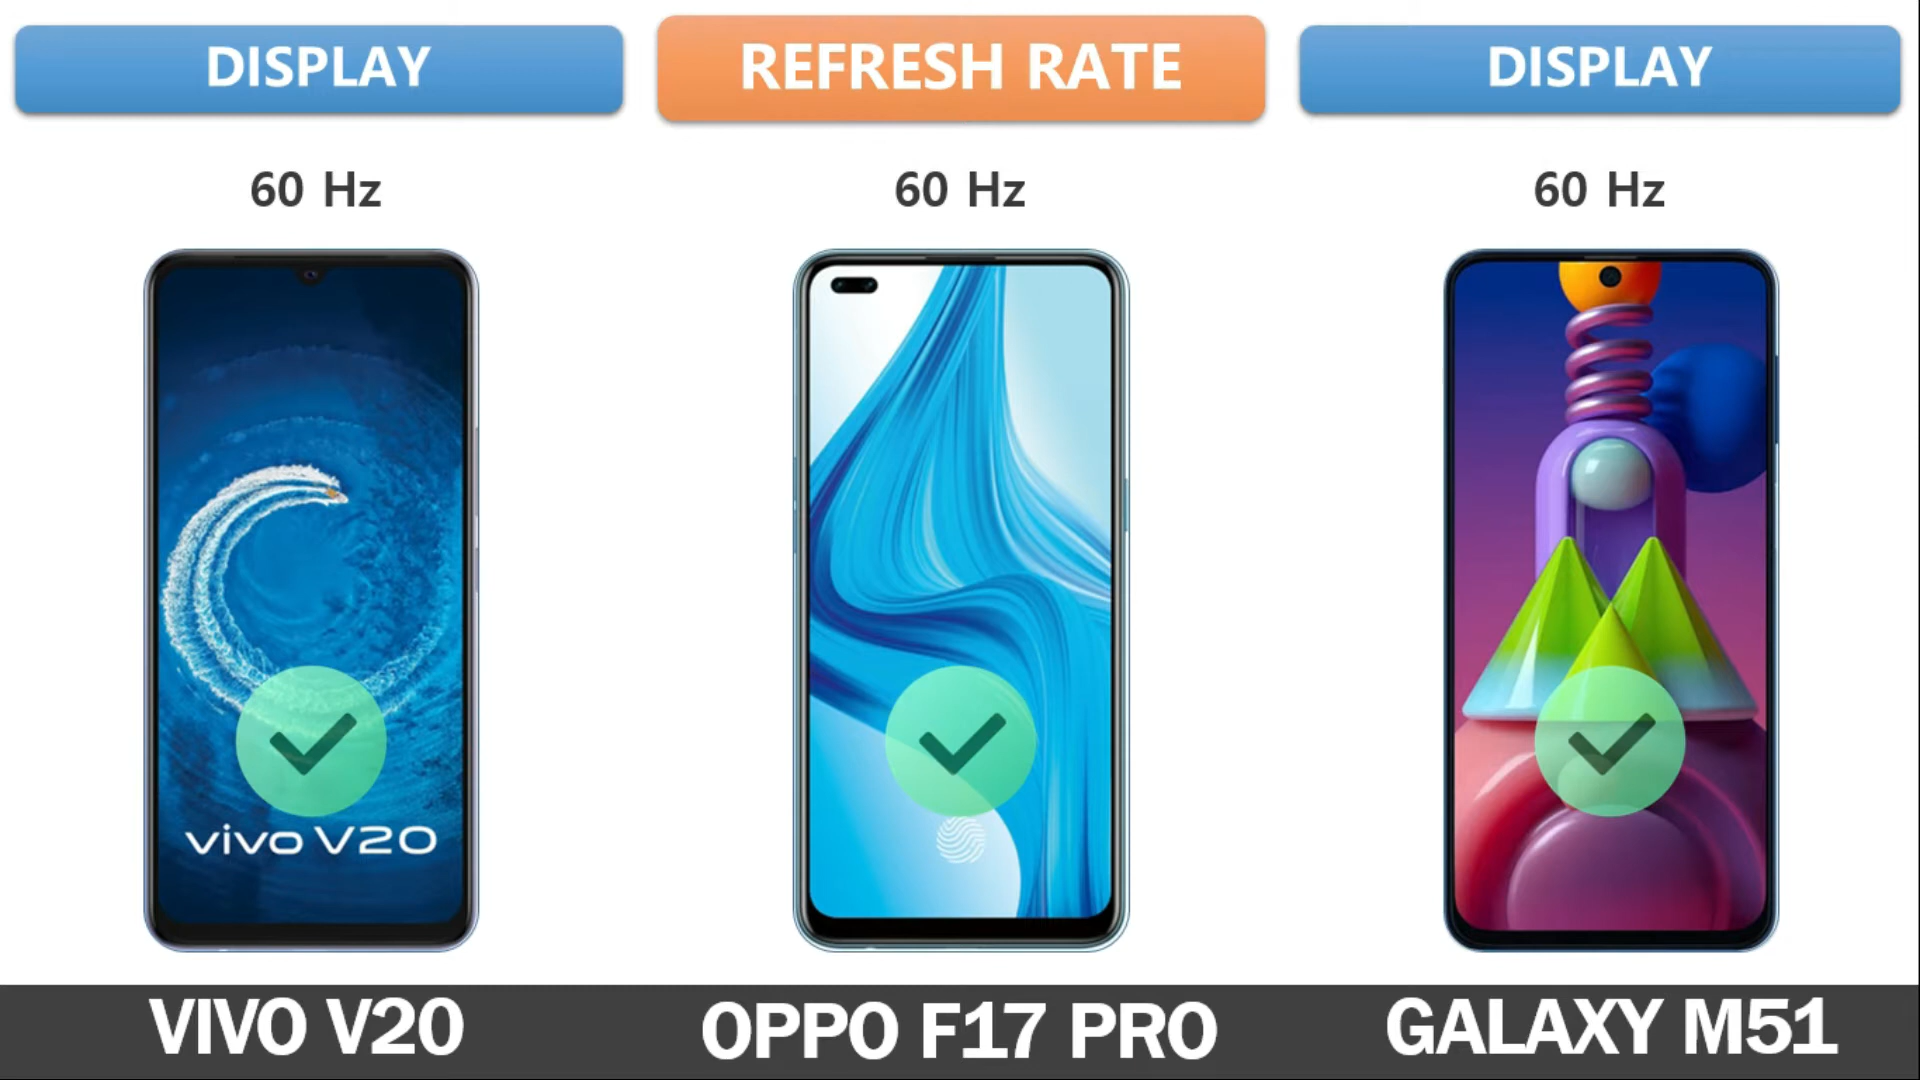 DISPLAY
REFRESH RATE
DISPLAY
60 Hz
60 Hz
60 Hz
vivo V20
VIVO V20
OPPO F17 PRO
GALAXY M51